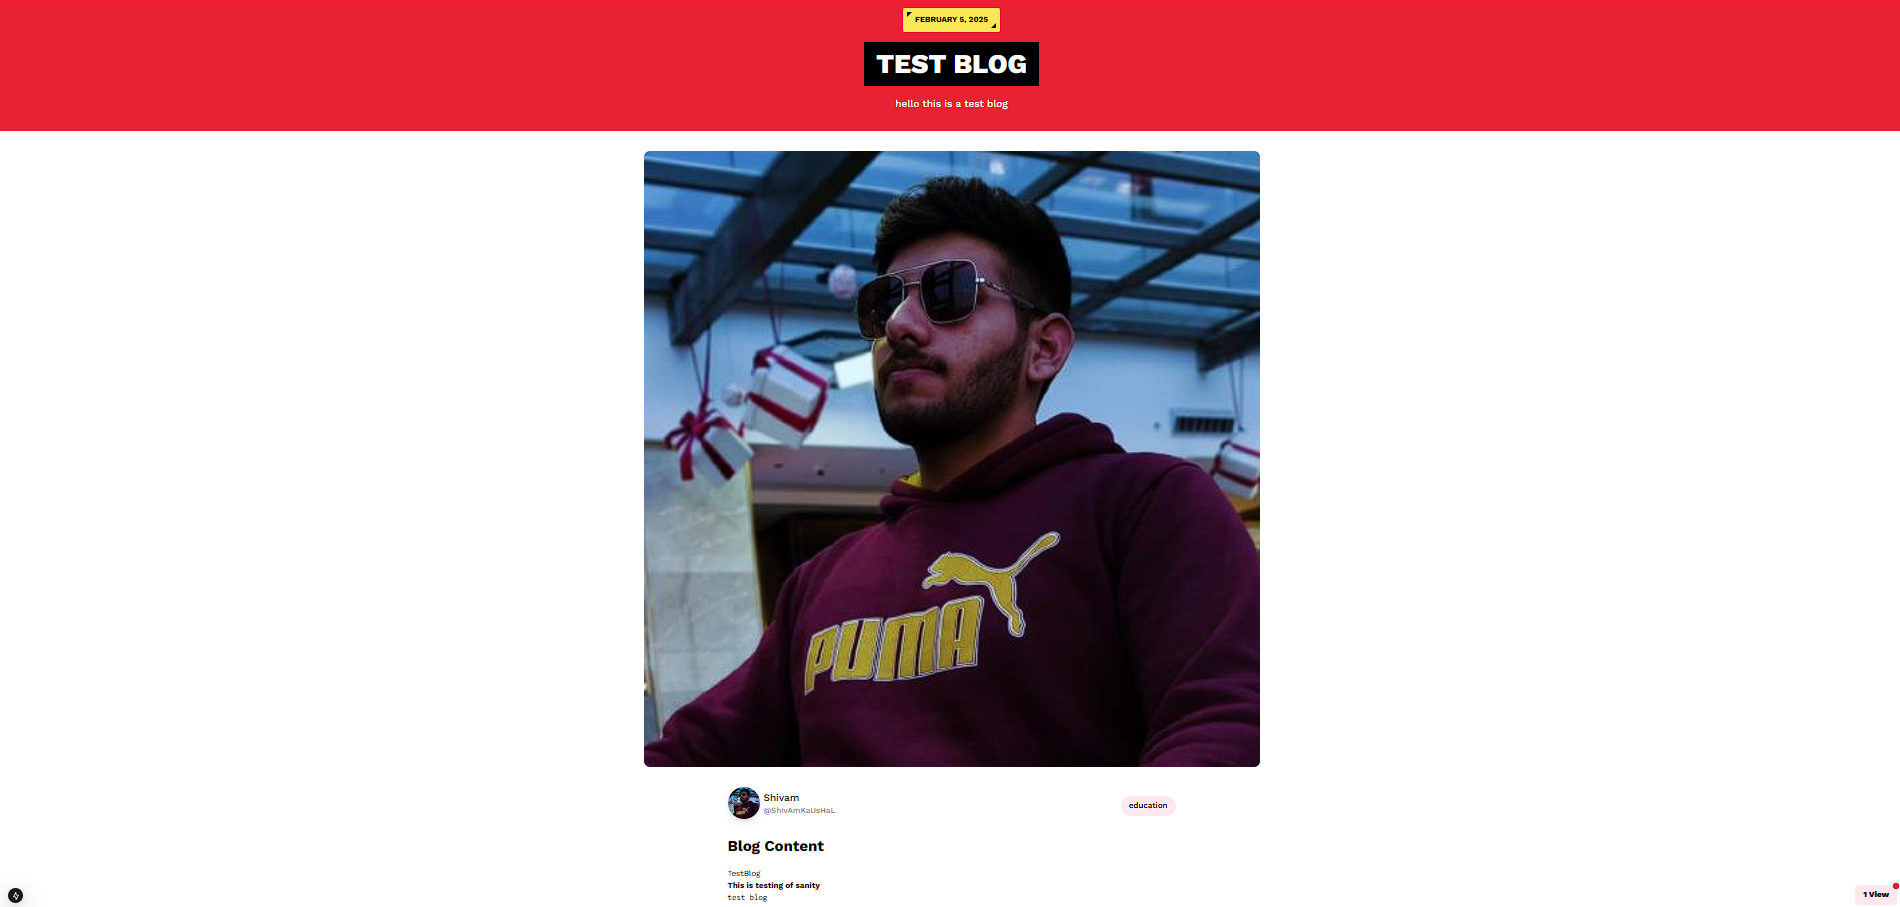 FEBRUARY 5, 2025
TEST BLOG
hello this is a test blog
PUMA
Shivam
@ShivAmKaUsHaL
education
Blog Content
TestBlog
This is testing of sanity
test blog
1 View